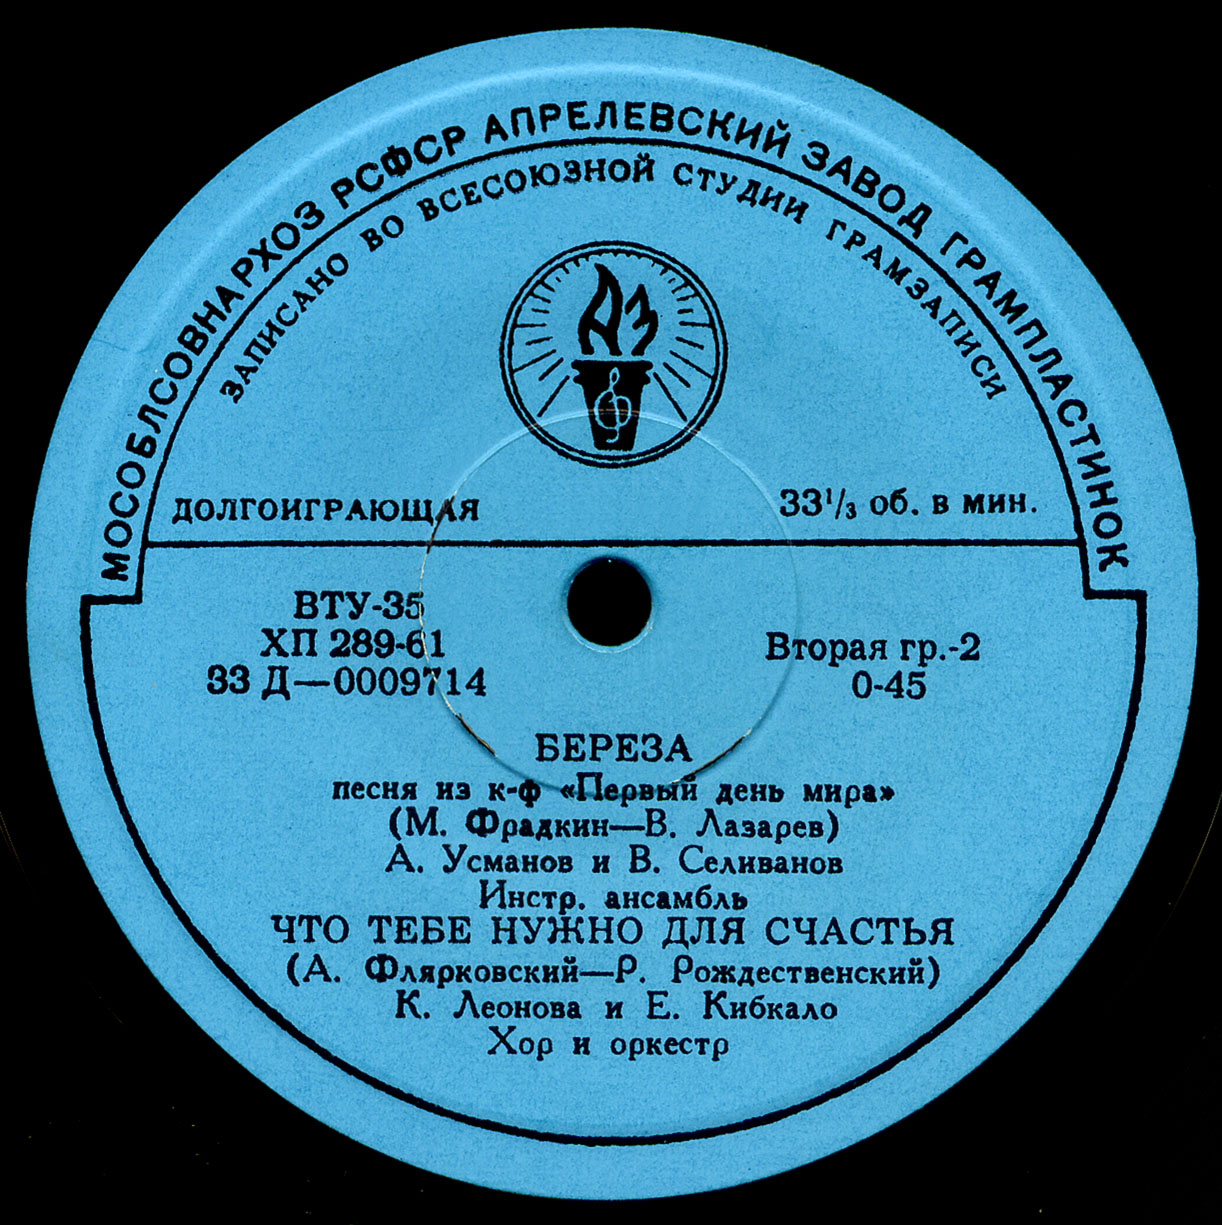 МОСОБЛСОВНАРХОЗ РСФСР АПРЕЛЕВСКИЙ ЗАВОД ГРАМПЛАСТИНОК
ЗАПИСАНО ВО ВСЕСОЮЗНОЙ СТУДИИ ГРАМЗАПИСИ
АЗ
ДОЛГОИГРАЮЩАЯ
33 1/3 об. в мин.
ВТУ-35
ХП 289-61
33 Д—0009714
Вторая гр.-2
0-45
БЕРЕЗА
песня из к-ф «Первый день мира»
(М. Фрадкин—В. Лазарев)
А. Усманов и В. Селиванов
Инстр. ансамбль
ЧТО ТЕБЕ НУЖНО ДЛЯ СЧАСТЬЯ
(А. Флярковский—Р. Рождественский)
К. Леонова и Е. Кибкало
Хор и оркестр